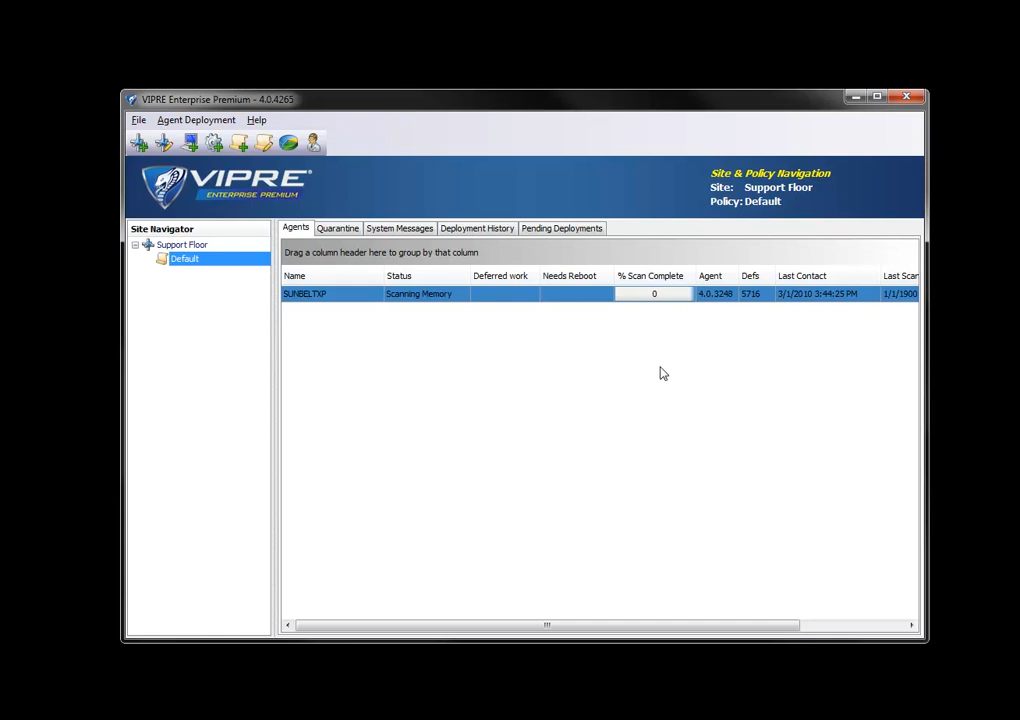 VIPRE Enterprise Premium - 4.0.4265
File Agent Deployment Help
VIPRE
ENTERPRISE PREMIUM
Site & Policy Navigation
Site: Support Floor
Policy: Default
Site Navigator
Support Floor
Default
Agents Quarantine System Messages Deployment History Pending Deployments
Drag a column header here to group by that column
Name Status Deferred work Needs Reboot % Scan Complete Agent Defs Last Contact Last Scan
SUNBELTXP Scanning Memory 0 4.0.3248 5716 3/1/2010 3:44:25 PM 1/1/1900